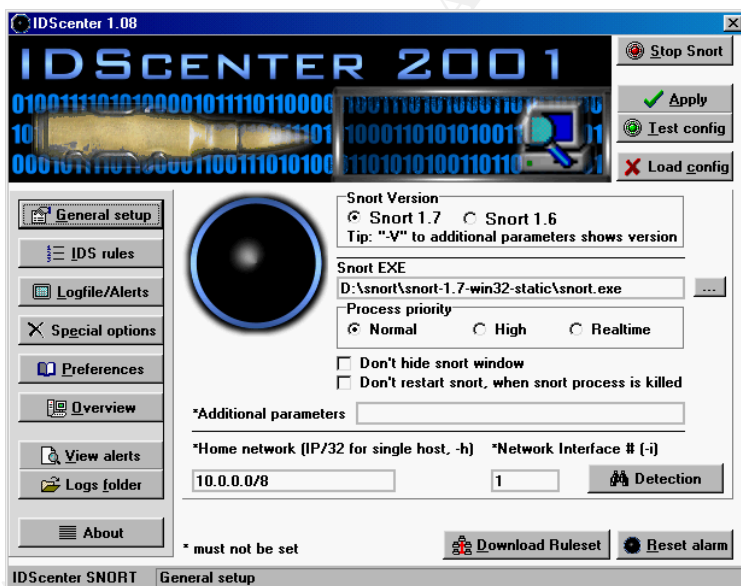 IDScenter 1.08
IDSCENTER 2001
Stop Snort
Apply
Test config
Load config
General setup
IDS rules
Logfile/Alerts
Special options
Preferences
Overview
View alerts
Logs folder
About
Snort Version
Snort 1.7 Snort 1.6
Tip: "-V" to additional parameters shows version
Snort EXE
D:\snort\snort-1.7-win32-static\snort.exe ...
Process priority
Normal High Realtime
Don't hide snort window
Don't restart snort, when snort process is killed
*Additional parameters
*Home network (IP/32 for single host, -h) *Network Interface # (-i)
10.0.0.0/8 1 Detection
* must not be set Download Ruleset Reset alarm
IDScenter SNORT General setup